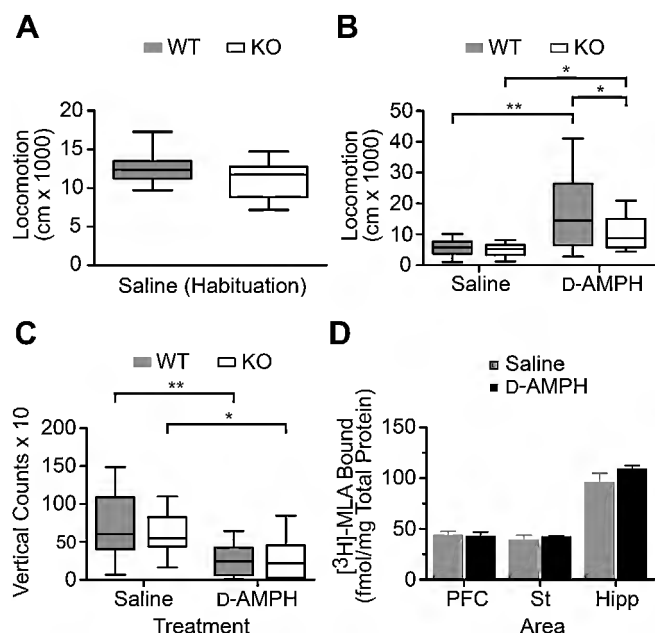 A
WT KO
Locomotion
(cm x 1000)
20
15
10
5
0
Saline (Habituation)
B
WT KO
*
** *
Locomotion
(cm x 1000)
50
40
30
20
10
0
Saline D-AMPH
C
WT KO
**
*
Vertical Counts x 10
200
150
100
50
0
Saline D-AMPH
Treatment
D
Saline
D-AMPH
[³H]-MLA Bound
(fmol/mg Total Protein)
150
100
50
0
PFC St Hipp
Area